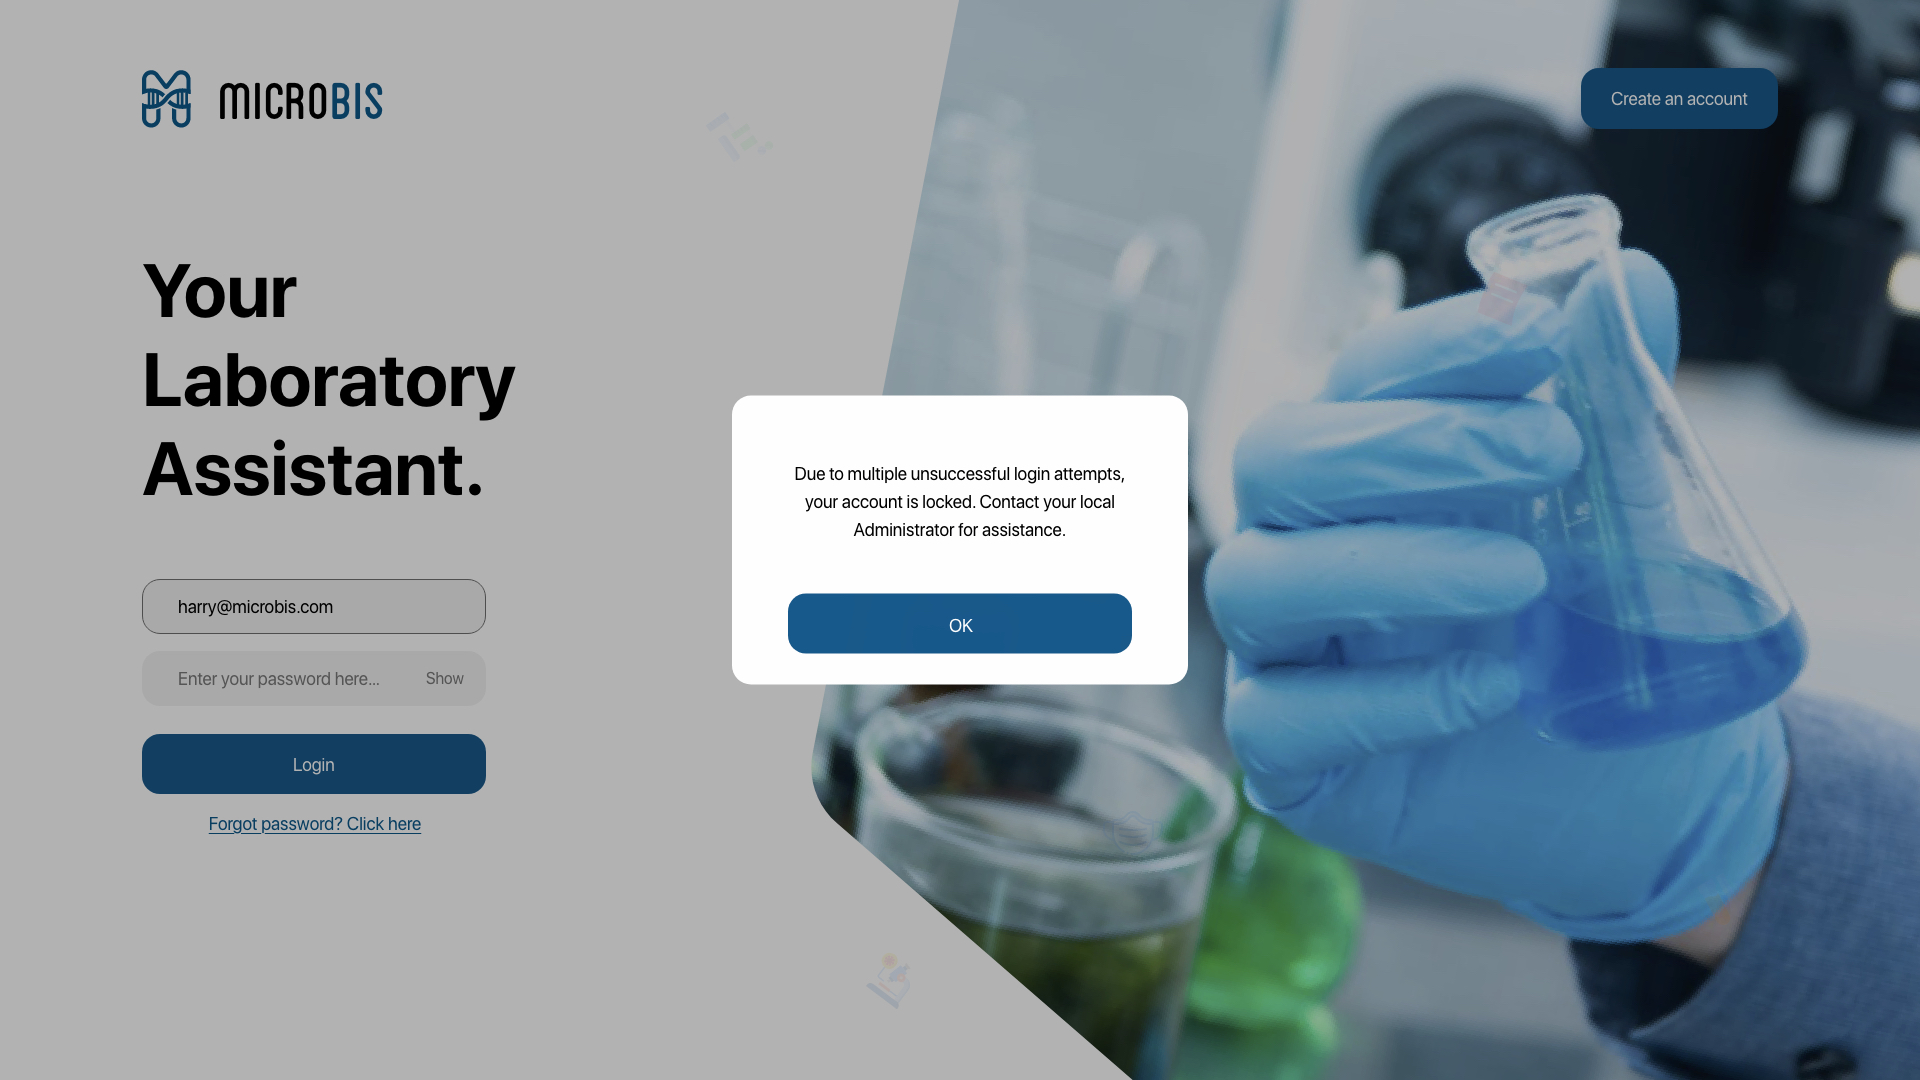 MICROBIS
Create an account
Your
Laboratory
Assistant.
harry@microbis.com
Enter your password here...
Show
Login
Forgot password? Click here
Due to multiple unsuccessful login attempts,
your account is locked. Contact your local
Administrator for assistance.
OK